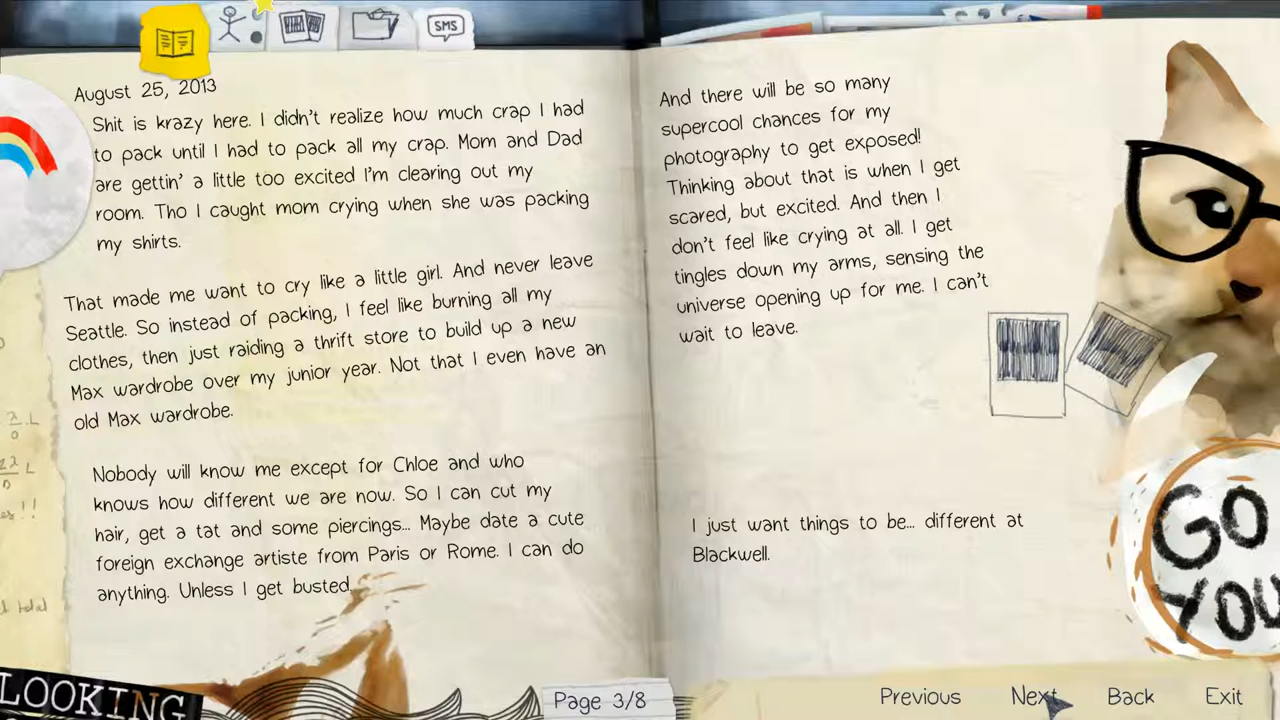 SMS
August 25, 2013
Shit is krazy here. I didn't realize how much crap I had
to pack until I had to pack all my crap. Mom and Dad
are gettin' a little too excited I'm clearing out my
room. Tho I caught mom crying when she was packing
my shirts.
That made me want to cry like a little girl. And never leave
Seattle. So instead of packing, I feel like burning all my
clothes, then just raiding a thrift store to build up a new
Max wardrobe over my junior year. Not that I even have an
old Max wardrobe.
Nobody will know me except for Chloe and who
knows how different we are now. So I can cut my
hair, get a tat and some piercings... Maybe date a cute
foreign exchange artiste from Paris or Rome. I can do
anything. Unless I get busted.
And there will be so many
supercool chances for my
photography to get exposed!
Thinking about that is when I get
scared, but excited. And then I
don't feel like crying at all. I get
tingles down my arms, sensing the
universe opening up for me. I can't
wait to leave.
I just want things to be... different at
Blackwell.
GO
YOU
LOOKING
Page 3/8
Previous
Next
Back
Exit